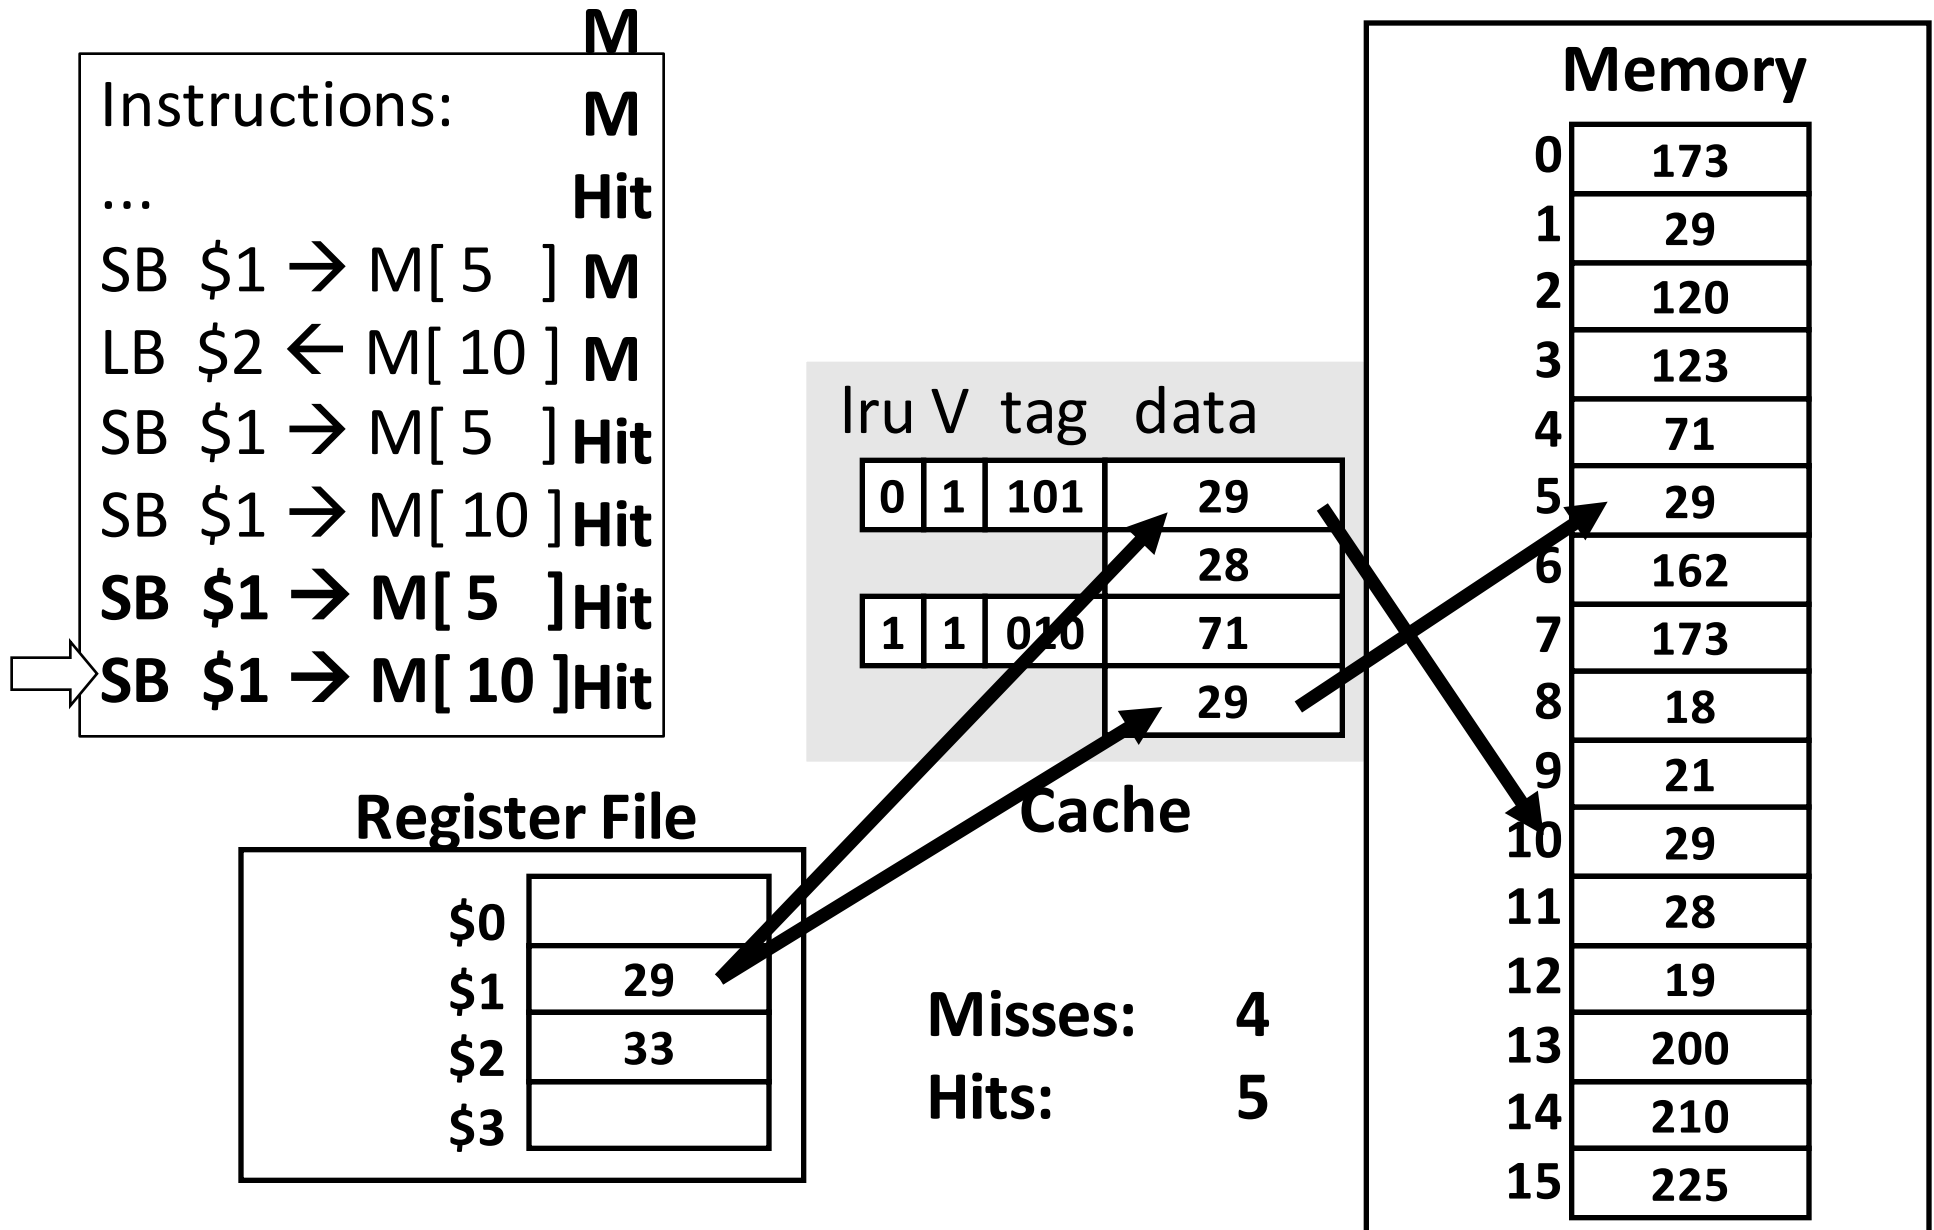 M
Instructions: M
... Hit
SB $1 → M[ 5 ] M
LB $2 ← M[ 10 ] M
SB $1 → M[ 5 ] Hit
SB $1 → M[ 10 ] Hit
SB $1 → M[ 5 ] Hit
SB $1 → M[ 10 ] Hit
Register File
$0
$1 29
$2 33
$3
lru V tag data
0 1 101 29
28
1 1 010 71
29
Cache
Misses: 4
Hits: 5
Memory
0 173
1 29
2 120
3 123
4 71
5 29
6 162
7 173
8 18
9 21
10 29
11 28
12 19
13 200
14 210
15 225